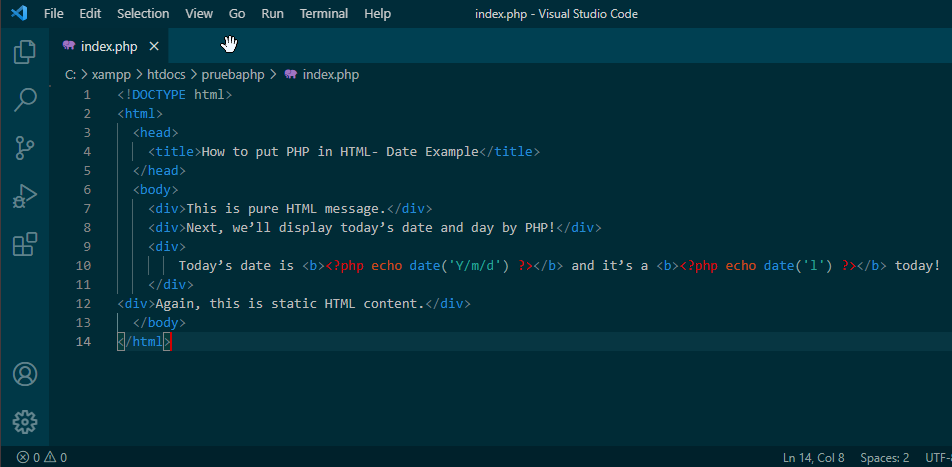 File Edit Selection View Go Run Terminal Help index.php - Visual Studio Code
index.php
C: > xampp > htdocs > pruebaphp > index.php
1 <!DOCTYPE html>
2 <html>
3 <head>
4 <title>How to put PHP in HTML- Date Example</title>
5 </head>
6 <body>
7 <div>This is pure HTML message.</div>
8 <div>Next, we’ll display today’s date and day by PHP!</div>
9 <div>
10 Today’s date is <b><?php echo date('Y/m/d') ?></b> and it’s a <b><?php echo date('l') ?></b> today!
11 </div>
12 <div>Again, this is static HTML content.</div>
13 </body>
14 </html>
0 0 Ln 14, Col 8 Spaces: 2 UTF-